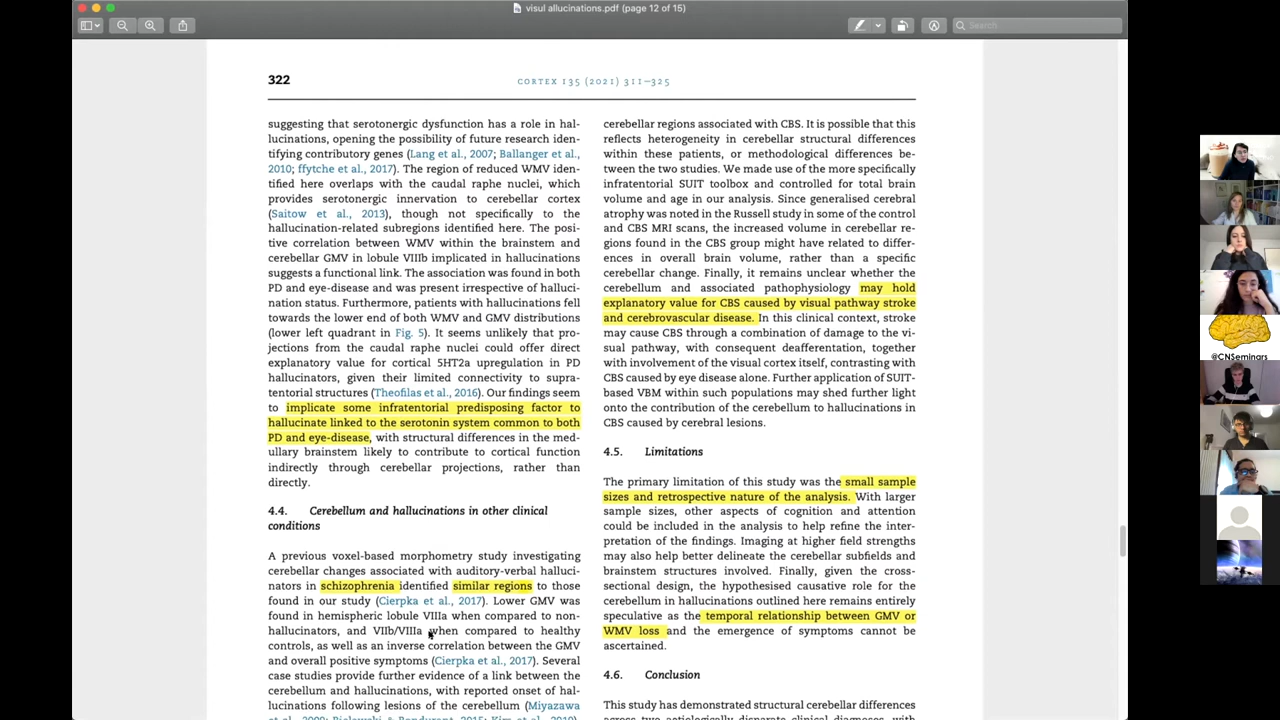 visul allucinations.pdf (page 12 of 15)
Search
322
CORTEX 135 (2021) 311–325
suggesting that serotonergic dysfunction has a role in hal-
lucinations, opening the possibility of future research iden-
tifying contributory genes (Lang et al., 2007; Ballanger et al.,
2010; ffytche et al., 2017). The region of reduced WMV iden-
tified here overlaps with the caudal raphe nuclei, which
provides serotonergic innervation to cerebellar cortex
(Saitow et al., 2013), though not specifically to the
hallucination-related subregions identified here. The posi-
tive correlation between WMV within the brainstem and
cerebellar GMV in lobule VIIIb implicated in hallucinations
suggests a functional link. The association was found in both
PD and eye-disease and was present irrespective of halluci-
nation status. Furthermore, patients with hallucinations fell
towards the lower end of both WMV and GMV distributions
(lower left quadrant in Fig. 5). It seems unlikely that pro-
jections from the caudal raphe nuclei could offer direct
explanatory value for cortical 5HT2a upregulation in PD
hallucinators, given their limited connectivity to supra-
tentorial structures (Theofilas et al., 2016). Our findings seem
to implicate some infratentorial predisposing factor to
hallucinate linked to the serotonin system common to both
PD and eye-disease, with structural differences in the med-
ullary brainstem likely to contribute to cortical function
indirectly through cerebellar projections, rather than
directly.
4.4. Cerebellum and hallucinations in other clinical
conditions
A previous voxel-based morphometry study investigating
cerebellar changes associated with auditory-verbal halluci-
nators in schizophrenia identified similar regions to those
found in our study (Cierpka et al., 2017). Lower GMV was
found in hemispheric lobule VIIIa when compared to non-
hallucinators, and VIIb/VIIIa when compared to healthy
controls, as well as an inverse correlation between the GMV
and overall positive symptoms (Cierpka et al., 2017). Several
case studies provide further evidence of a link between the
cerebellum and hallucinations, with reported onset of hal-
lucinations following lesions of the cerebellum (Miyazawa
cerebellar regions associated with CBS. It is possible that this
reflects heterogeneity in cerebellar structural differences
within these patients, or methodological differences be-
tween the two studies. We made use of the more specifically
infratentorial SUIT toolbox and controlled for total brain
volume and age in our analysis. Since generalised cerebral
atrophy was noted in the Russell study in some of the control
and CBS MRI scans, the increased volume in cerebellar re-
gions found in the CBS group might have related to differ-
ences in overall brain volume, rather than a specific
cerebellar change. Finally, it remains unclear whether the
cerebellum and associated pathophysiology may hold
explanatory value for CBS caused by visual pathway stroke
and cerebrovascular disease. In this clinical context, stroke
may cause CBS through a combination of damage to the vi-
sual pathway, with consequent deafferentation, together
with involvement of the visual cortex itself, contrasting with
CBS caused by eye disease alone. Further application of SUIT-
based VBM within such populations may shed further light
onto the contribution of the cerebellum to hallucinations in
CBS caused by cerebral lesions.
4.5. Limitations
The primary limitation of this study was the small sample
sizes and retrospective nature of the analysis. With larger
sample sizes, other aspects of cognition and attention
could be included in the analysis to help refine the inter-
pretation of the findings. Imaging at higher field strengths
may also help better delineate the cerebellar subfields and
brainstem structures involved. Finally, given the cross-
sectional design, the hypothesised causative role for the
cerebellum in hallucinations outlined here remains entirely
speculative as the temporal relationship between GMV or
WMV loss and the emergence of symptoms cannot be
ascertained.
4.6. Conclusion
This study has demonstrated structural cerebellar differences
@CNSeminars